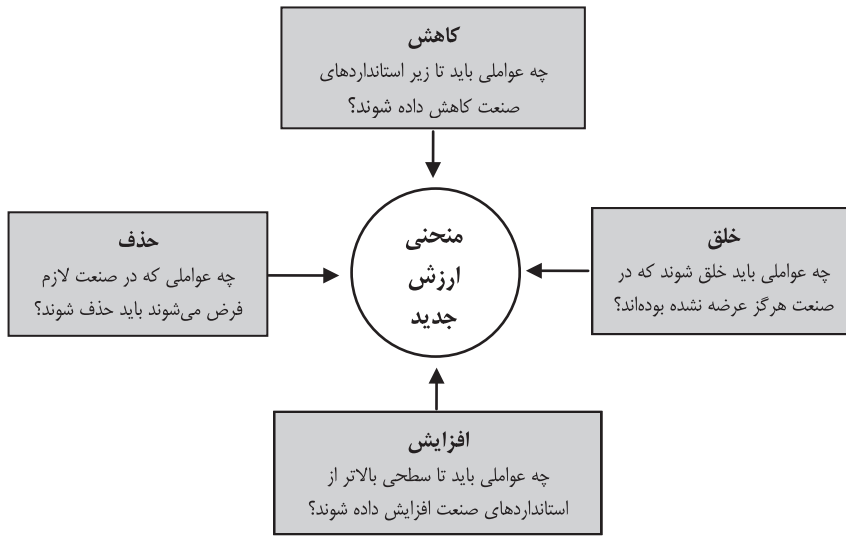 کاهش
چه عواملی باید تا زیر استانداردهای
صنعت کاهش داده شوند؟
حذف
چه عواملی که در صنعت لازم
فرض می‌شوند باید حذف شوند؟
منحنی
ارزش
جدید
خلق
چه عواملی باید خلق شوند که در
صنعت هرگز عرضه نشده بوده‌اند؟
افزایش
چه عواملی باید تا سطحی بالاتر از
استانداردهای صنعت افزایش داده شوند؟